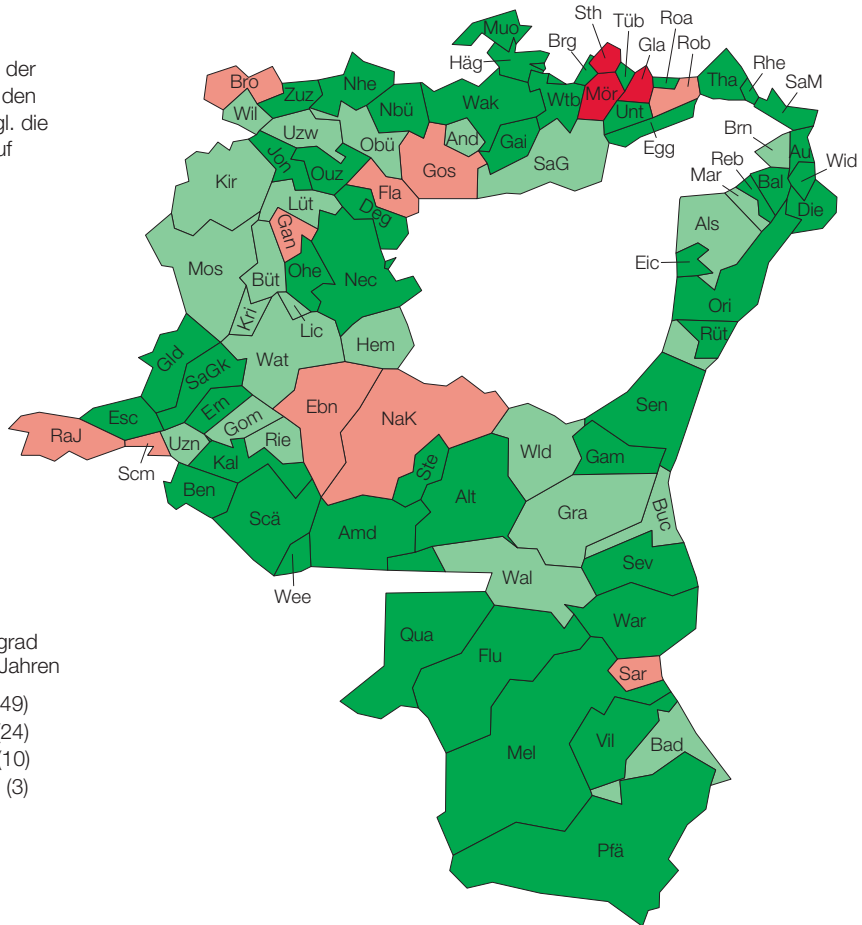 der
den
gl. die
uf
Sth
Tüb
Roa
Muo
Brg
Gla
Rob
Häg
Rhe
Bro
Nhe
Tha
SaM
Zuz
Wak
Wtb
Mör
Wil
Nbü
Unt
Uzw
And
Gai
Brn
Obü
Egg
Au
Jon
Gos
SaG
Reb
Wid
Ouz
Mar
Bal
Kir
Fla
Lüt
Deg
Die
Gan
Als
Mos
Eic
Büt
Ohe
Nec
Ori
Kri
Lic
Rüt
Hem
Gld
Wat
SaGk
Ern
Ebn
NaK
Sen
Esc
Gom
RaJ
Uzn
Rie
Wld
Gam
Scm
Kal
Ste
Ben
Alt
Scä
Gra
Buc
Amd
Sev
Wal
Wee
War
Qua
grad
Flu
Jahren
Sar
49)
24)
Vil
Bad
10)
Mel
(3)
Pfä